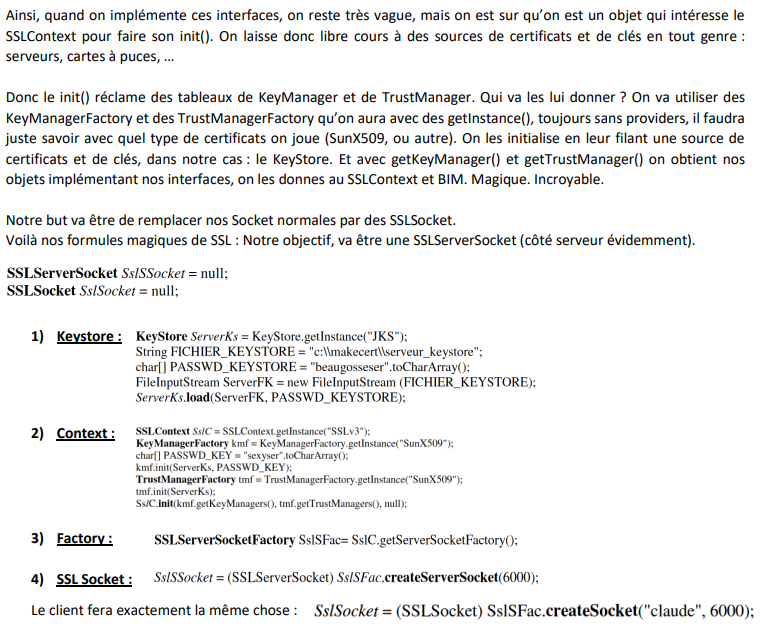 Ainsi, quand on implémente ces interfaces, on reste très vague, mais on est sur qu’on est un objet qui intéresse le
SSLContext pour faire son init(). On laisse donc libre cours à des sources de certificats et de clés en tout genre :
serveurs, cartes à puces, …
Donc le init() réclame des tableaux de KeyManager et de TrustManager. Qui va les lui donner ? On va utiliser des
KeyManagerFactory et des TrustManagerFactory qu’on aura avec des getInstance(), toujours sans providers, il faudra
juste savoir avec quel type de certificats on joue (SunX509, ou autre). On les initialise en leur filant une source de
certificats et de clés, dans notre cas : le KeyStore. Et avec getKeyManager() et getTrustManager() on obtient nos
objets implémentant nos interfaces, on les donnes au SSLContext et BIM. Magique. Incroyable.
Notre but va être de remplacer nos Socket normales par des SSLSocket.
Voilà nos formules magiques de SSL : Notre objectif, va être une SSLServerSocket (côté serveur évidemment).
SSLServerSocket SslSSocket = null;
SSLSocket SslSocket = null;
1) Keystore : KeyStore ServerKs = KeyStore.getInstance("JKS");
String FICHIER_KEYSTORE = "c:\\makecert\\serveur_keystore";
char[] PASSWD_KEYSTORE = "beaugosseser".toCharArray();
FileInputStream ServerFK = new FileInputStream (FICHIER_KEYSTORE);
ServerKs.load(ServerFK, PASSWD_KEYSTORE);
2) Context : SSLContext SslC = SSLContext.getInstance("SSLv3");
KeyManagerFactory kmf = KeyManagerFactory.getInstance("SunX509");
char[] PASSWD_KEY = "sexyser".toCharArray();
kmf.init(ServerKs, PASSWD_KEY);
TrustManagerFactory tmf = TrustManagerFactory.getInstance("SunX509");
tmf.init(ServerKs);
SslC.init(kmf.getKeyManagers(), tmf.getTrustManagers(), null);
3) Factory : SSLServerSocketFactory SslSFac= SslC.getServerSocketFactory();
4) SSL Socket : SslSSocket = (SSLServerSocket) SslSFac.createServerSocket(6000);
Le client fera exactement la même chose : SslSocket = (SSLSocket) SslSFac.createSocket("claude", 6000);